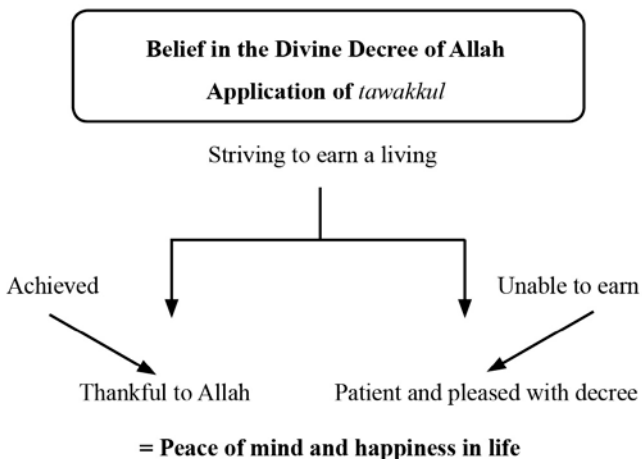 Belief in the Divine Decree of Allah
Application of tawakkul
Striving to earn a living
Achieved
Unable to earn
Thankful to Allah
Patient and pleased with decree
= Peace of mind and happiness in life